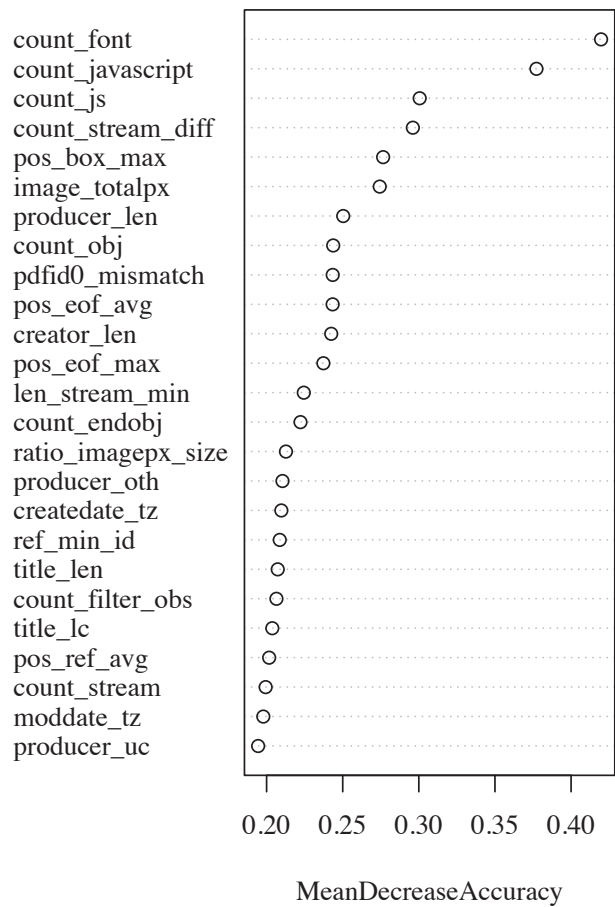 count_font
count_javascript
count_js
count_stream_diff
pos_box_max
image_totalpx
producer_len
count_obj
pdfid0_mismatch
pos_eof_avg
creator_len
pos_eof_max
len_stream_min
count_endobj
ratio_imagepx_size
producer_oth
createdate_tz
ref_min_id
title_len
count_filter_obs
title_lc
pos_ref_avg
count_stream
moddate_tz
producer_uc
0.20 0.25 0.30 0.35 0.40
MeanDecreaseAccuracy